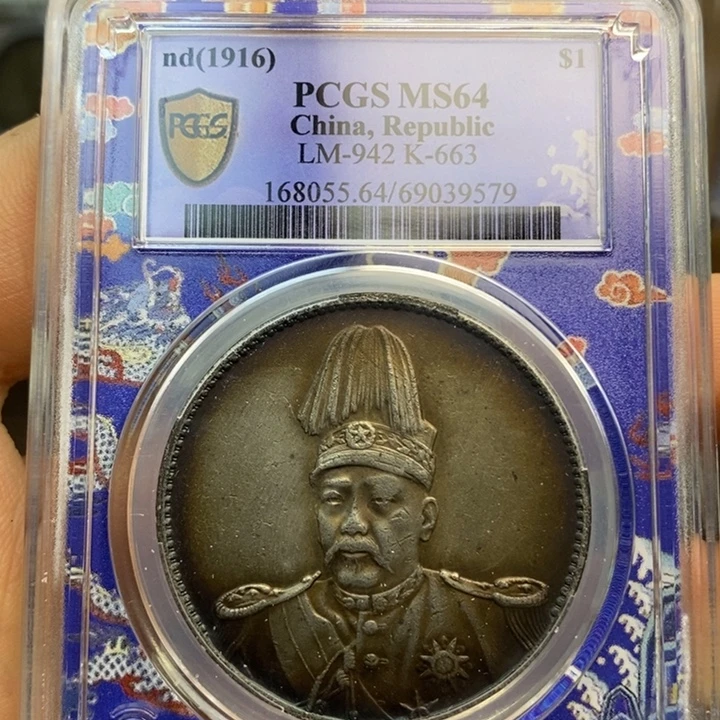 nd(1916) $1
PCGS MS64
PCGS
China, Republic
LM-942 K-663
168055.64/69039579